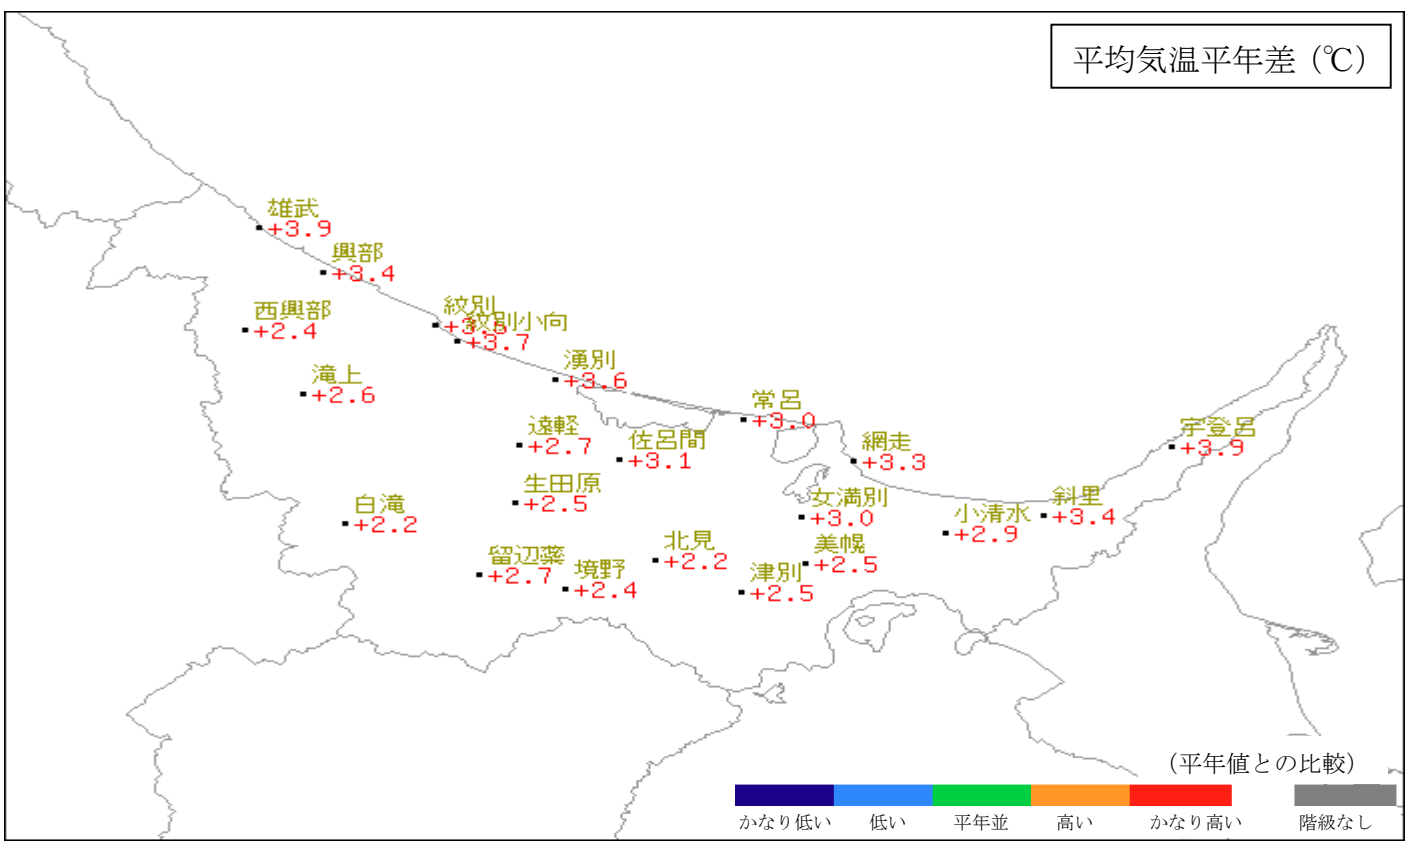 平均気温平年差（℃）
雄武
+3.9
興部
+3.4
西興部
+2.4
紋別
紋別小向
+3.7
湧別
+3.6
滝上
+2.6
常呂
+3.0
遠軽
+2.7
佐呂間
+3.1
網走
+3.3
宇登呂
+3.9
生田原
+2.5
白滝
+2.2
女満別
+3.0
小清水
+2.9
斜里
+3.4
北見
+2.2
美幌
+2.5
留辺蘂
+2.7
境野
+2.4
津別
+2.5
（平年値との比較）
かなり低い 低い 平年並 高い かなり高い 階級なし